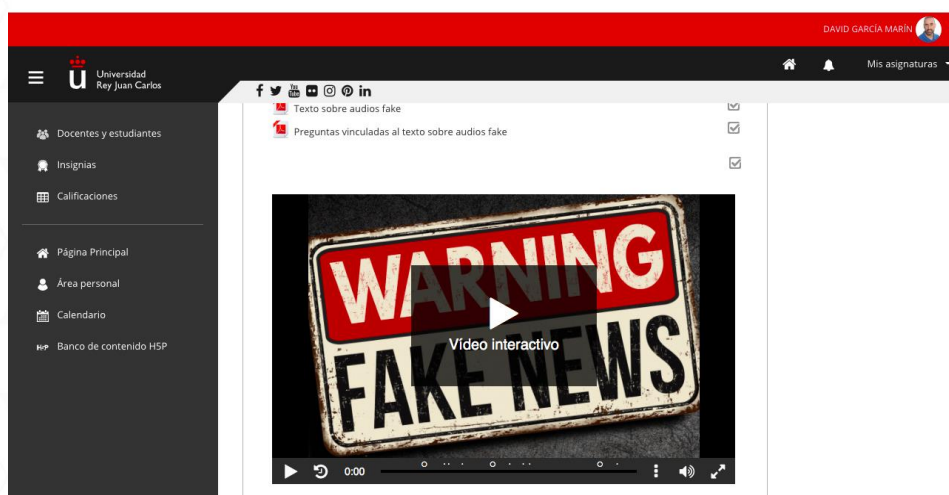 DAVID GARCÍA MARÍN
Universidad
Rey Juan Carlos
Mis asignaturas
Docentes y estudiantes
Insignias
Calificaciones
Página Principal
Área personal
Calendario
H5P Banco de contenido H5P
Texto sobre audios fake
Preguntas vinculadas al texto sobre audios fake
WARNING
FAKE NEWS
Vídeo interactivo
0:00